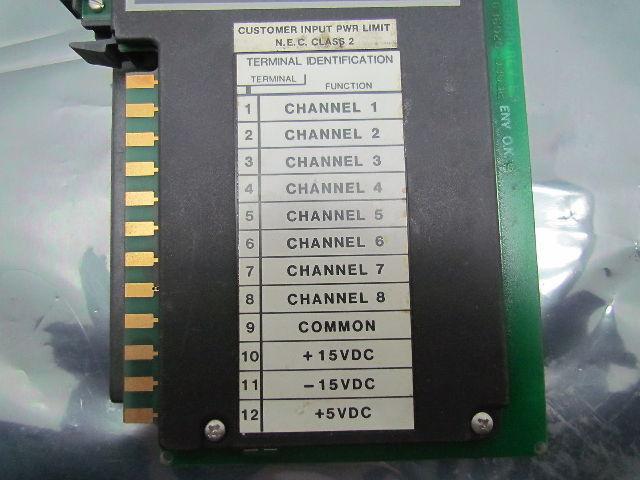 CUSTOMER INPUT PWR LIMIT
N.E.C. CLASS 2
TERMINAL IDENTIFICATION
TERMINAL
FUNCTION
1 CHANNEL 1
2 CHANNEL 2
3 CHANNEL 3
4 CHANNEL 4
5 CHANNEL 5
6 CHANNEL 6
7 CHANNEL 7
8 CHANNEL 8
9 COMMON
10 +15VDC
11 -15VDC
12 +5VDC
ENV O.K